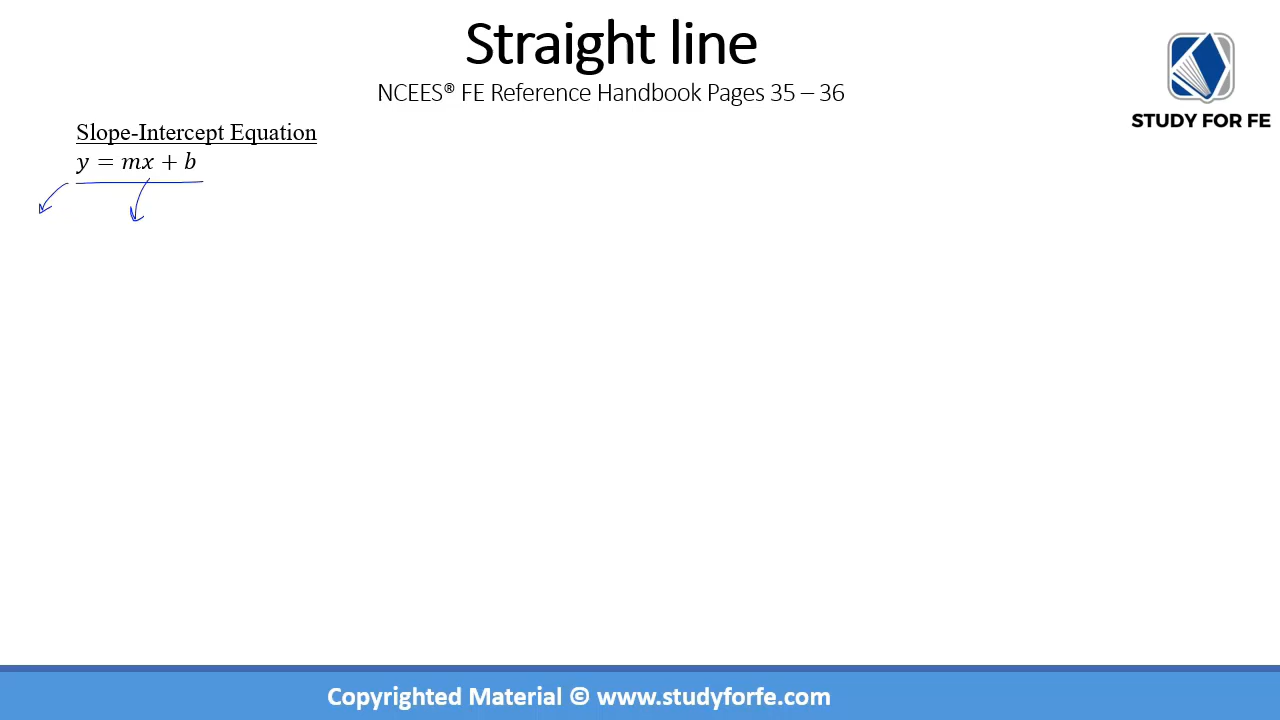 Straight line
NCEES® FE Reference Handbook Pages 35 – 36
STUDY FOR FE
Slope-Intercept Equation
y = mx + b
Copyrighted Material © www.studyforfe.com